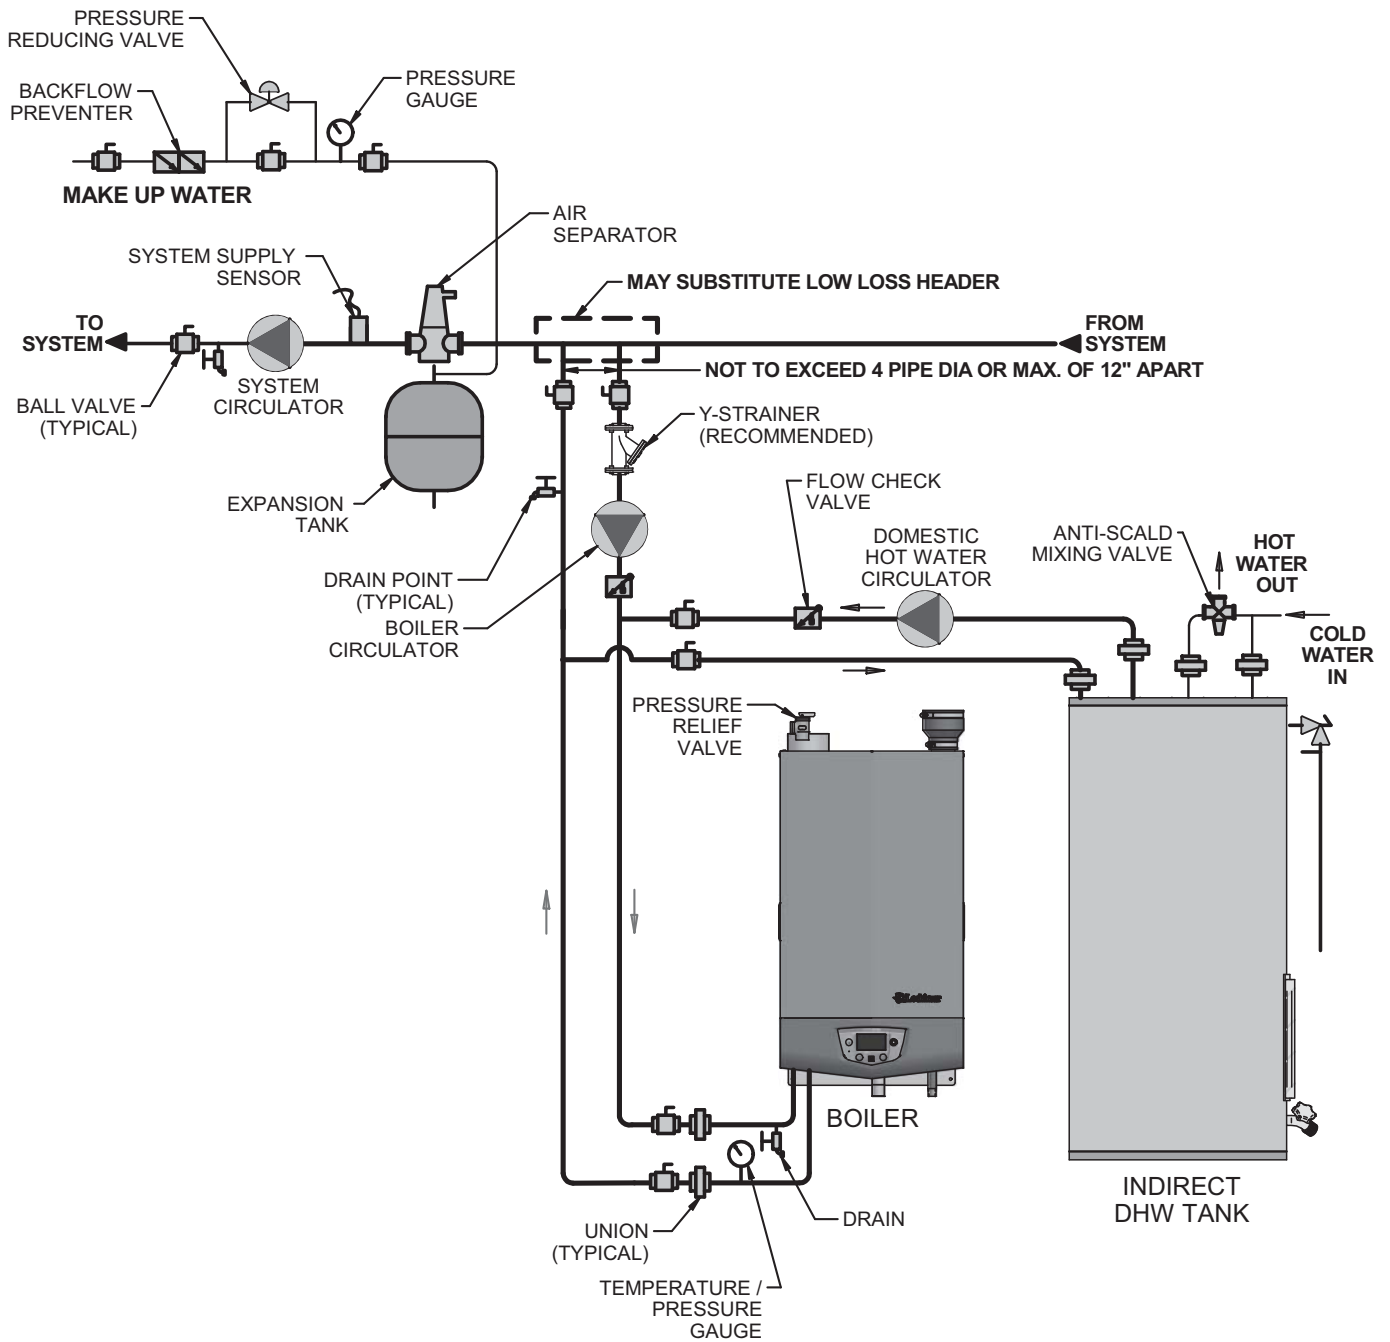 PRESSURE
REDUCING VALVE
BACKFLOW
PREVENTER
PRESSURE
GAUGE
MAKE UP WATER
AIR
SEPARATOR
SYSTEM SUPPLY
SENSOR
MAY SUBSTITUTE LOW LOSS HEADER
TO
SYSTEM
FROM
SYSTEM
NOT TO EXCEED 4 PIPE DIA OR MAX. OF 12" APART
SYSTEM
CIRCULATOR
BALL VALVE
(TYPICAL)
Y-STRAINER
(RECOMMENDED)
EXPANSION
TANK
FLOW CHECK
VALVE
DOMESTIC
HOT WATER
CIRCULATOR
ANTI-SCALD
MIXING VALVE
HOT
WATER
OUT
DRAIN POINT
(TYPICAL)
BOILER
CIRCULATOR
COLD
WATER
IN
PRESSURE
RELIEF
VALVE
Lochinvar
BOILER
INDIRECT
DHW TANK
DRAIN
UNION
(TYPICAL)
TEMPERATURE /
PRESSURE
GAUGE